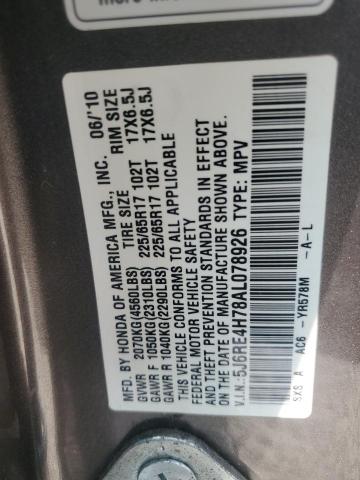 MFD. BY HONDA OF AMERICA MFG., INC. 06/'10
TIRE SIZE RIM SIZE
GVWR 2070KG(4560LBS)
GAWR F 1050KG(2310LBS) 225/65R17 102T 17X6.5J
GAWR R 1040KG(2290LBS) 225/65R17 102T 17X6.5J
THIS VEHICLE CONFORMS TO ALL APPLICABLE
FEDERAL MOTOR VEHICLE SAFETY STANDARDS IN EFFECT
ON THE DATE OF MANUFACTURE SHOWN ABOVE.
V.I.N.:5J6RE4H78AL078926 TYPE: MPV
SXS A AC6 -YR578M -A-L